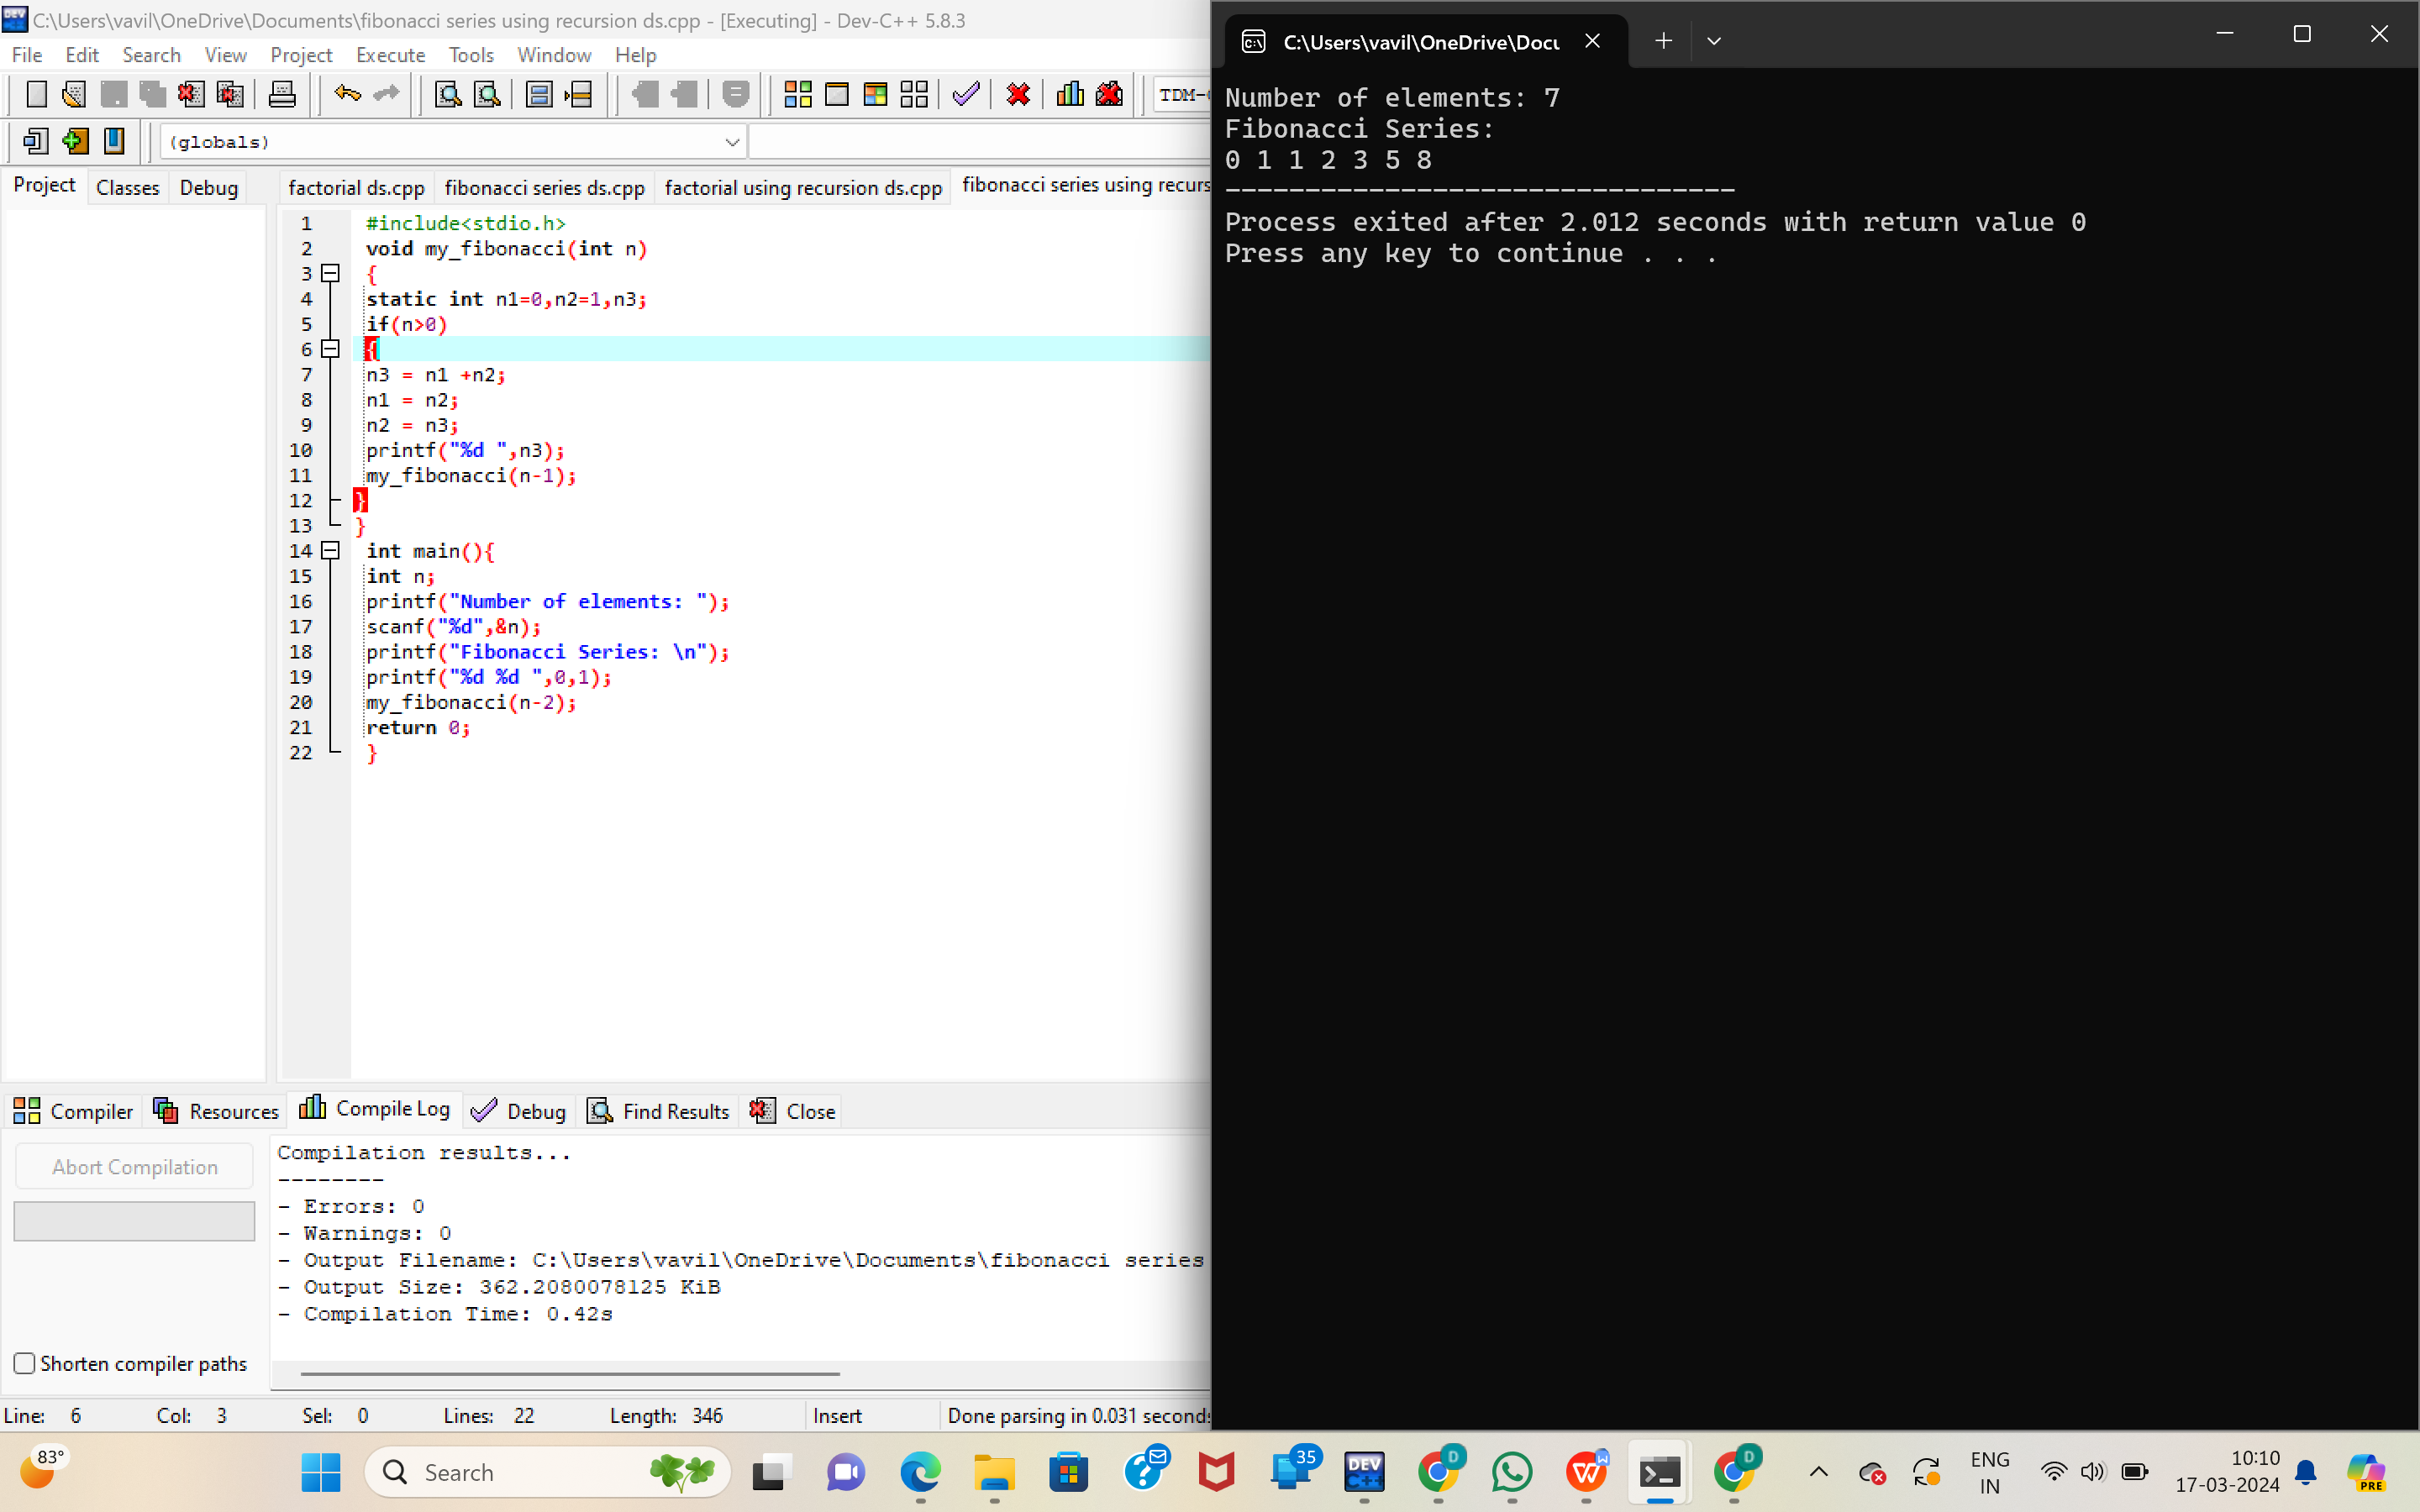 C:\Users\vavil\OneDrive\Documents\fibonacci series using recursion ds.cpp - [Executing] - Dev-C++ 5.8.3
File Edit Search View Project Execute Tools Window Help
TDM-
(globals)
Project Classes Debug
factorial ds.cpp fibonacci series ds.cpp factorial using recursion ds.cpp fibonacci series using recurs
1 #include<stdio.h>
2 void my_fibonacci(int n)
3 {
4 static int n1=0,n2=1,n3;
5 if(n>0)
6 {
7 n3 = n1 +n2;
8 n1 = n2;
9 n2 = n3;
10 printf("%d ",n3);
11 my_fibonacci(n-1);
12 }
13 }
14 int main(){
15 int n;
16 printf("Number of elements: ");
17 scanf("%d",&n);
18 printf("Fibonacci Series: \n");
19 printf("%d %d ",0,1);
20 my_fibonacci(n-2);
21 return 0;
22 }
Compiler Resources Compile Log Debug Find Results Close
Abort Compilation
Shorten compiler paths
Compilation results...
--------
- Errors: 0
- Warnings: 0
- Output Filename: C:\Users\vavil\OneDrive\Documents\fibonacci series
- Output Size: 362.2080078125 KiB
- Compilation Time: 0.42s
Line: 6 Col: 3 Sel: 0 Lines: 22 Length: 346 Insert Done parsing in 0.031 seconds
C:\Users\vavil\OneDrive\Docu
Number of elements: 7
Fibonacci Series:
0 1 1 2 3 5 8
--------------------------------
Process exited after 2.012 seconds with return value 0
Press any key to continue . . .
83°
Search
35
DEV C++
D
D
ENG
IN
10:10
17-03-2024
PRE